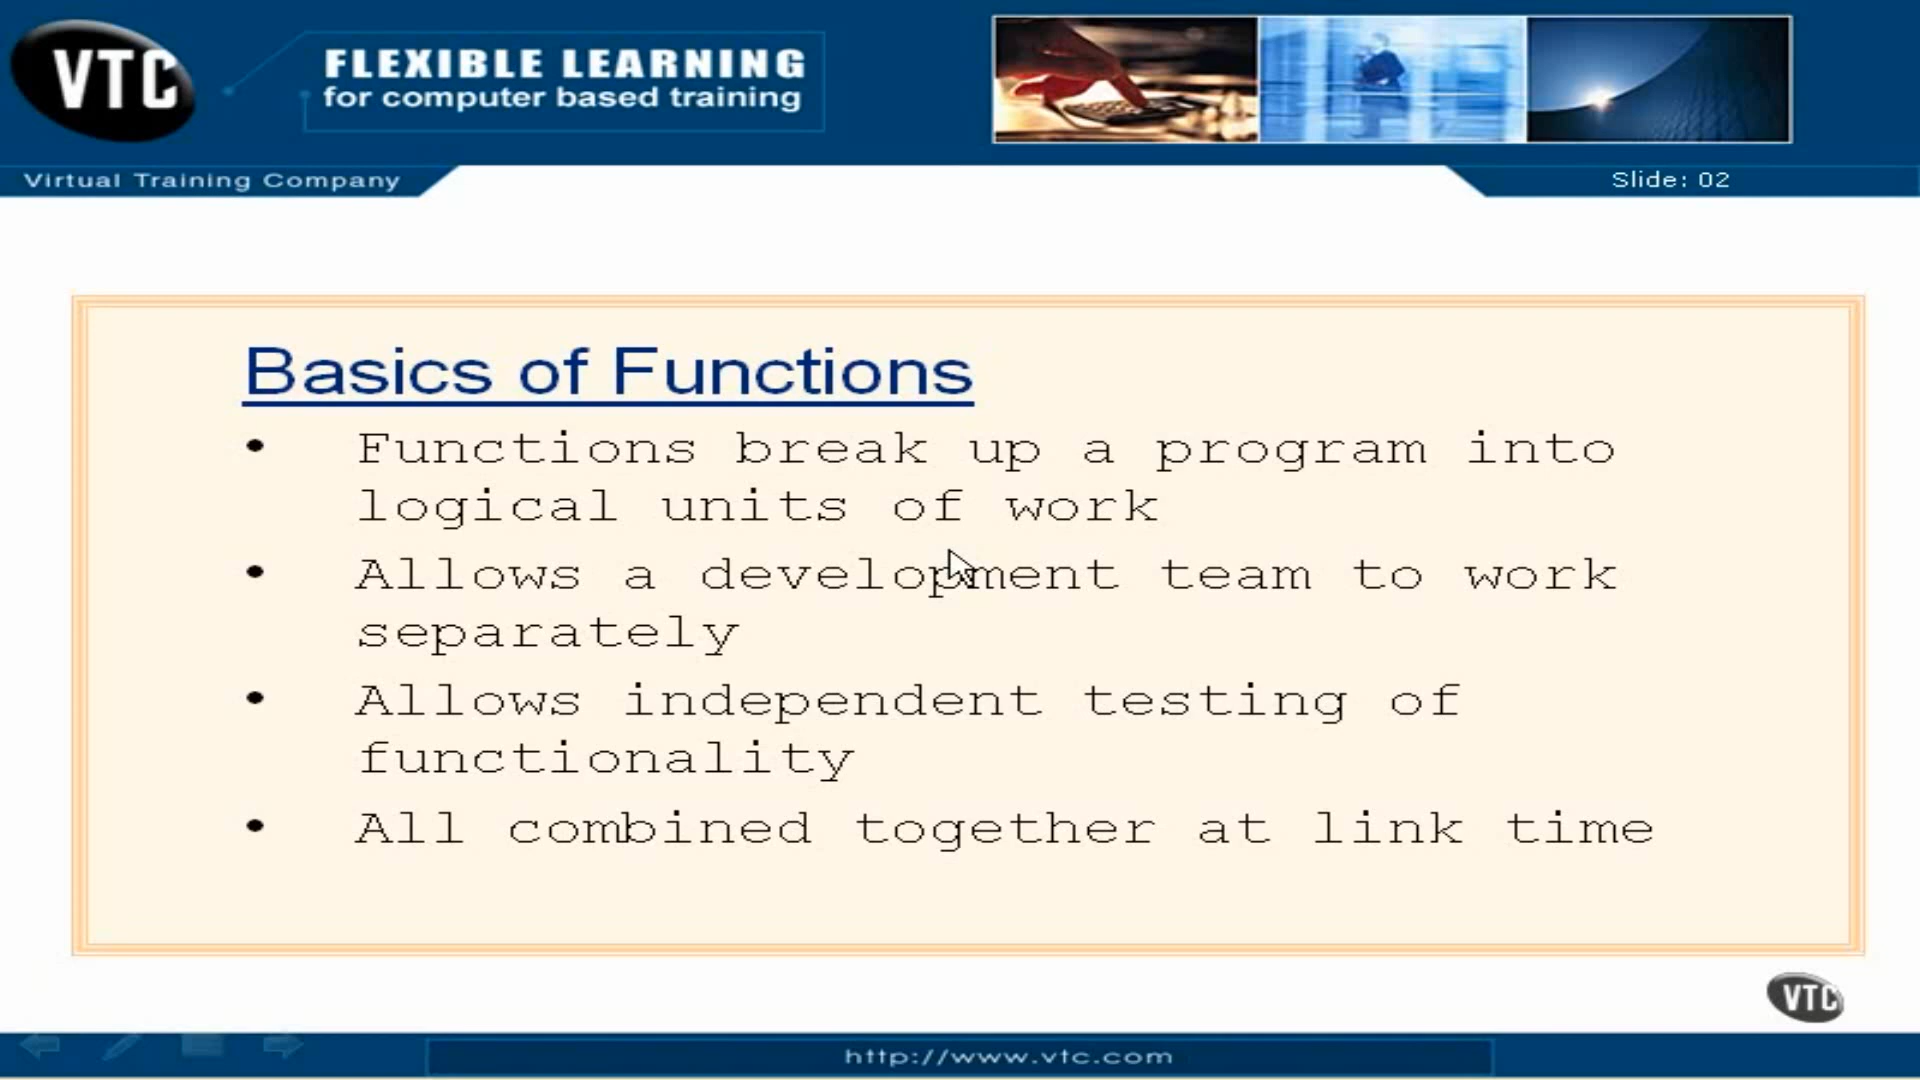 VTC
FLEXIBLE LEARNING
for computer based training
Virtual Training Company
Slide: 02
Basics of Functions
• Functions break up a program into
logical units of work
• Allows a development team to work
separately
• Allows independent testing of
functionality
• All combined together at link time
VTC
http://www.vtc.com